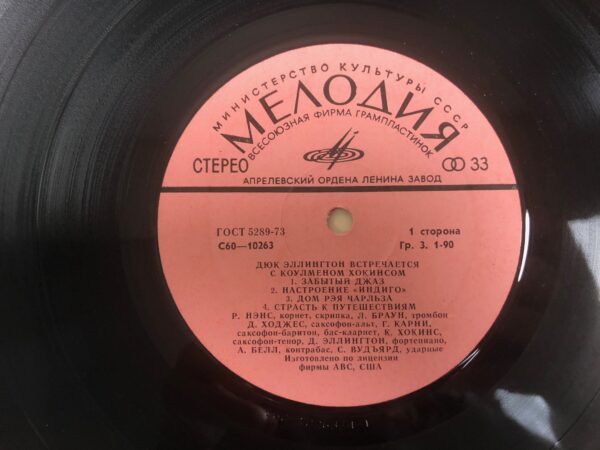 МИНИСТЕРСТВО КУЛЬТУРЫ СССР
МЕЛОДИЯ
ВСЕСОЮЗНАЯ ФИРМА ГРАМПЛАСТИНОК
СТЕРЕО
33
АПРЕЛЕВСКИЙ ОРДЕНА ЛЕНИНА ЗАВОД
ГОСТ 5289-73
1 сторона
С60—10263
Гр. 3. 1-90
ДЮК ЭЛЛИНГТОН ВСТРЕЧАЕТСЯ
С КОУЛМЕНОМ ХОКИНСОМ
1. ЗАБЫТЫЙ ДЖАЗ
2. НАСТРОЕНИЕ «ИНДИГО»
3. ДОМ РЭЯ ЧАРЛЬЗА
4. СТРАСТЬ К ПУТЕШЕСТВИЯМ
Р. НЭНС, корнет, скрипка, Л. БРАУН, тромбон
Д. ХОДЖЕС, саксофон-альт, Г. КАРНИ,
саксофон-баритон, бас-кларнет, К. ХОКИНС,
саксофон-тенор, Д. ЭЛЛИНГТОН, фортепиано,
А. БЕЛЛ, контрабас, С. ВУДЪЯРД, ударные
Изготовлено по лицензии
фирмы АВС, США